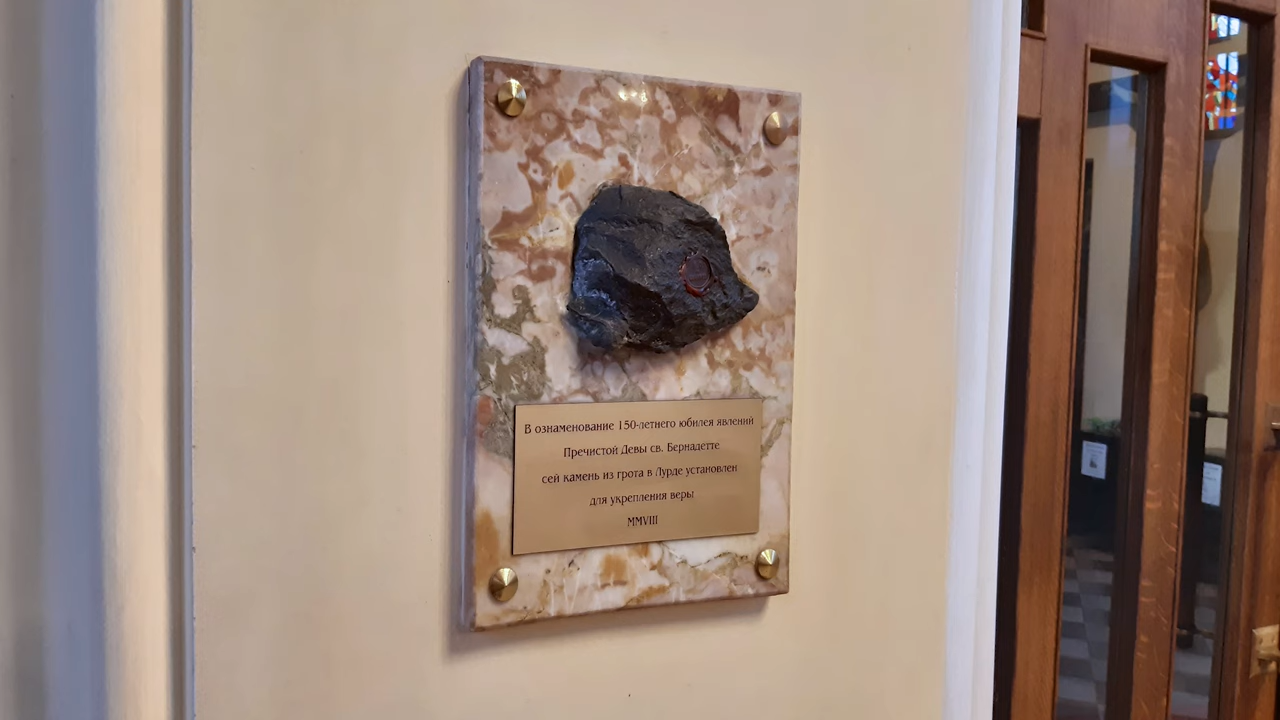 В ознаменование 150-летнего юбилея явлений
Пречистой Девы св. Бернадетте
сей камень из грота в Лурде установлен
для укрепления веры
MMVIII